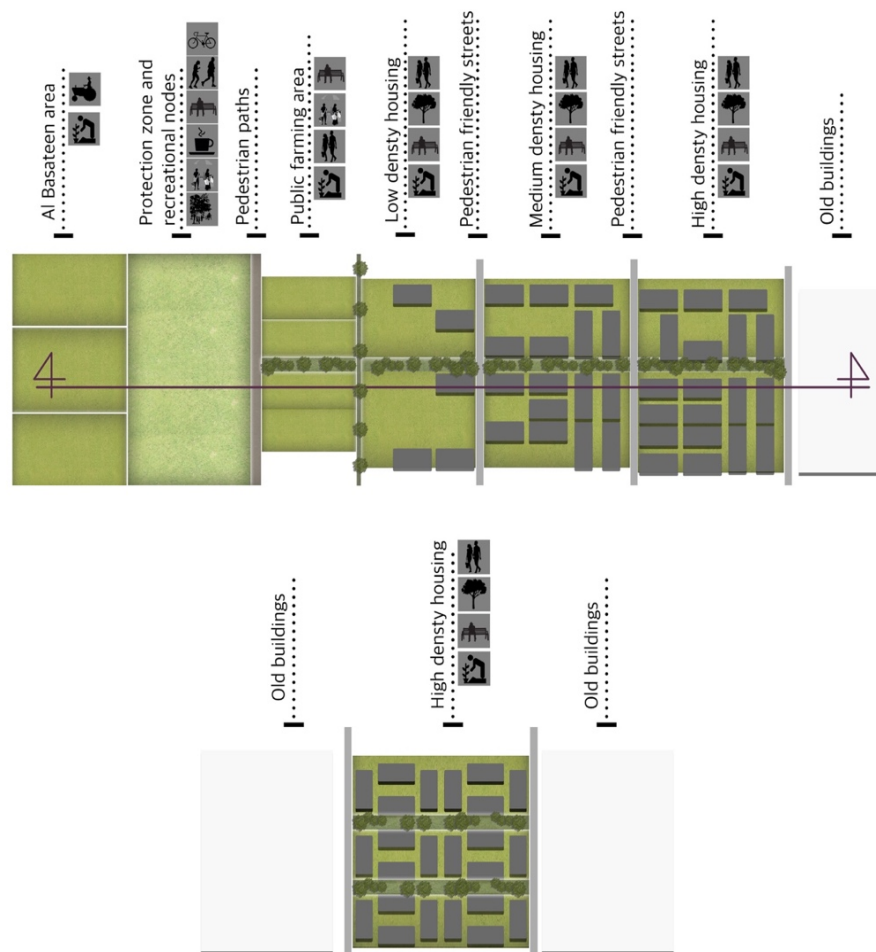 Al Basateen area
Protection zone and
recreational nodes
Pedestrian paths
Public farming area
Low densty housing
Pedestrian friendly streets
Medium densty housing
Pedestrian friendly streets
High densty housing
Old buildings
Old buildings
High densty housing
Old buildings